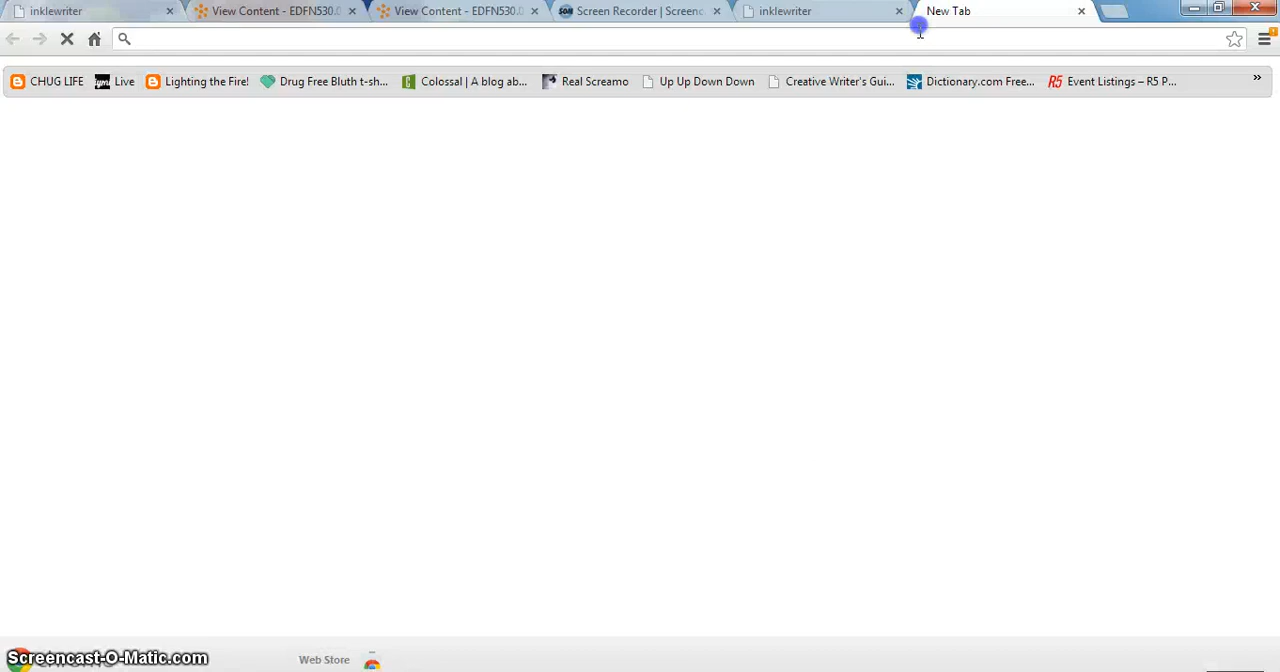 inklewriter View Content - EDFN530.0 View Content - EDFN530. Screen Recorder | Screenc inklewriter New Tab
CHUG LIFE Live Lighting the Fire! Drug Free Bluth t-sh... Colossal | A blog ab... Real Screamo Up Up Down Down Creative Writer's Gui... Dictionary.com Free... R5 Event Listings – R5 P... »
Screencast-O-Matic.com Web Store